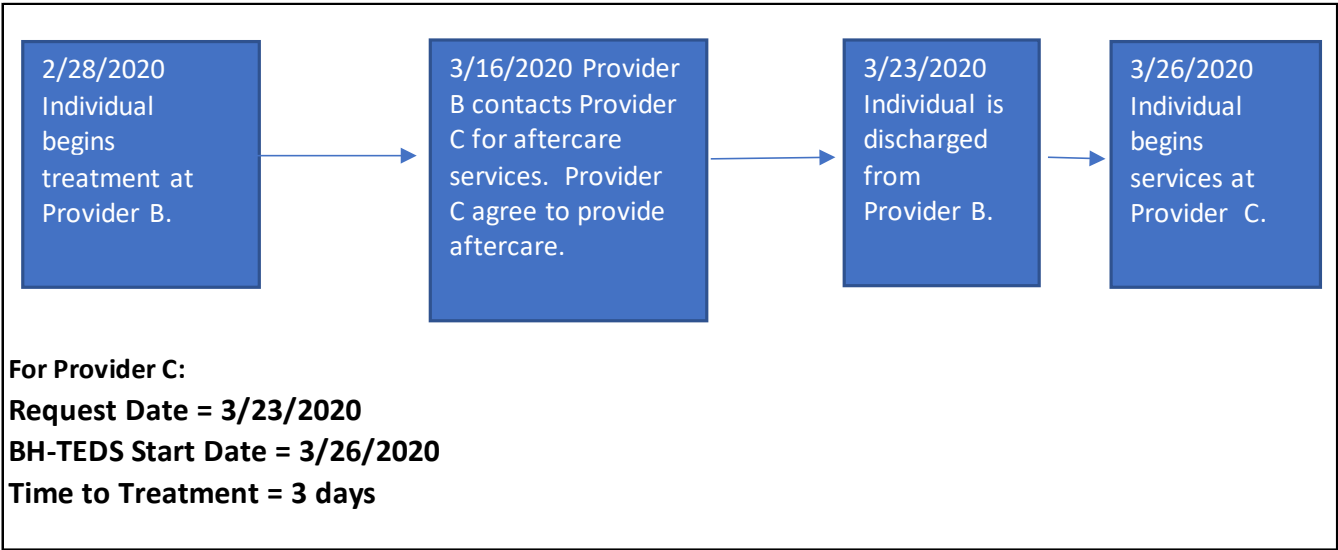 2/28/2020
Individual
begins
treatment at
Provider B.
3/16/2020 Provider
B contacts Provider
C for aftercare
services. Provider
C agree to provide
aftercare.
3/23/2020
Individual is
discharged
from
Provider B.
3/26/2020
Individual
begins
services at
Provider C.
For Provider C:
Request Date = 3/23/2020
BH-TEDS Start Date = 3/26/2020
Time to Treatment = 3 days